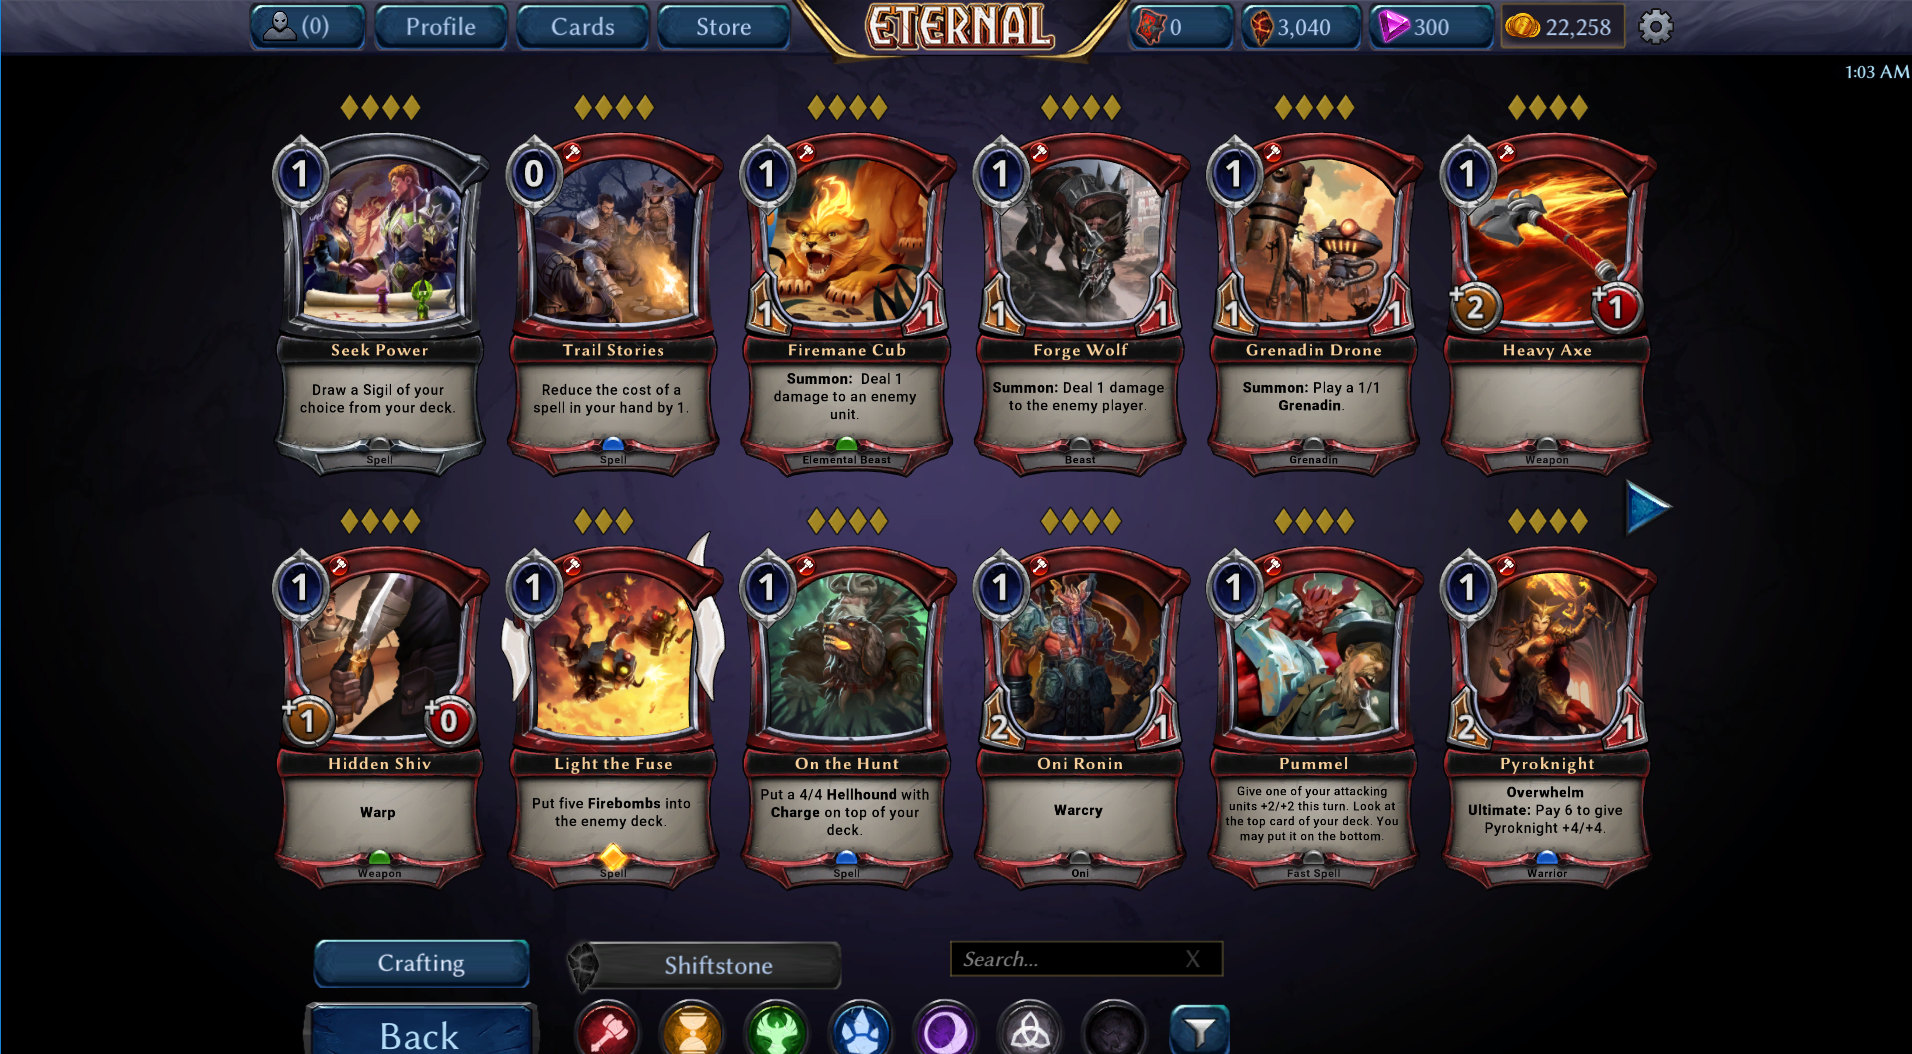 (0)
Profile
Cards
Store
ETERNAL
0
3,040
300
22,258
1:03 AM
1
Seek Power
Draw a Sigil of your
choice from your deck.
Spell
0
Trail Stories
Reduce the cost of a
spell in your hand by 1.
Spell
1
1
1
Firemane Cub
Summon: Deal 1
damage to an enemy
unit.
Elemental Beast
1
1
1
Forge Wolf
Summon: Deal 1 damage
to the enemy player.
Beast
1
1
1
Grenadin Drone
Summon: Play a 1/1
Grenadin.
Grenadin
1
+2
+1
Heavy Axe
Weapon
1
+1
+0
Hidden Shiv
Warp
Weapon
1
Light the Fuse
Put five Firebombs into
the enemy deck.
Spell
1
On the Hunt
Put a 4/4 Hellhound with
Charge on top of your
deck.
Spell
1
2
1
Oni Ronin
Warcry
Oni
1
Pummel
Give one of your attacking
units +2/+2 this turn. Look at
the top card of your deck. You
may put it on the bottom.
Fast Spell
1
2
1
Pyroknight
Overwhelm
Ultimate: Pay 6 to give
Pyroknight +4/+4.
Warrior
Crafting
Shiftstone
Search...
X
Back